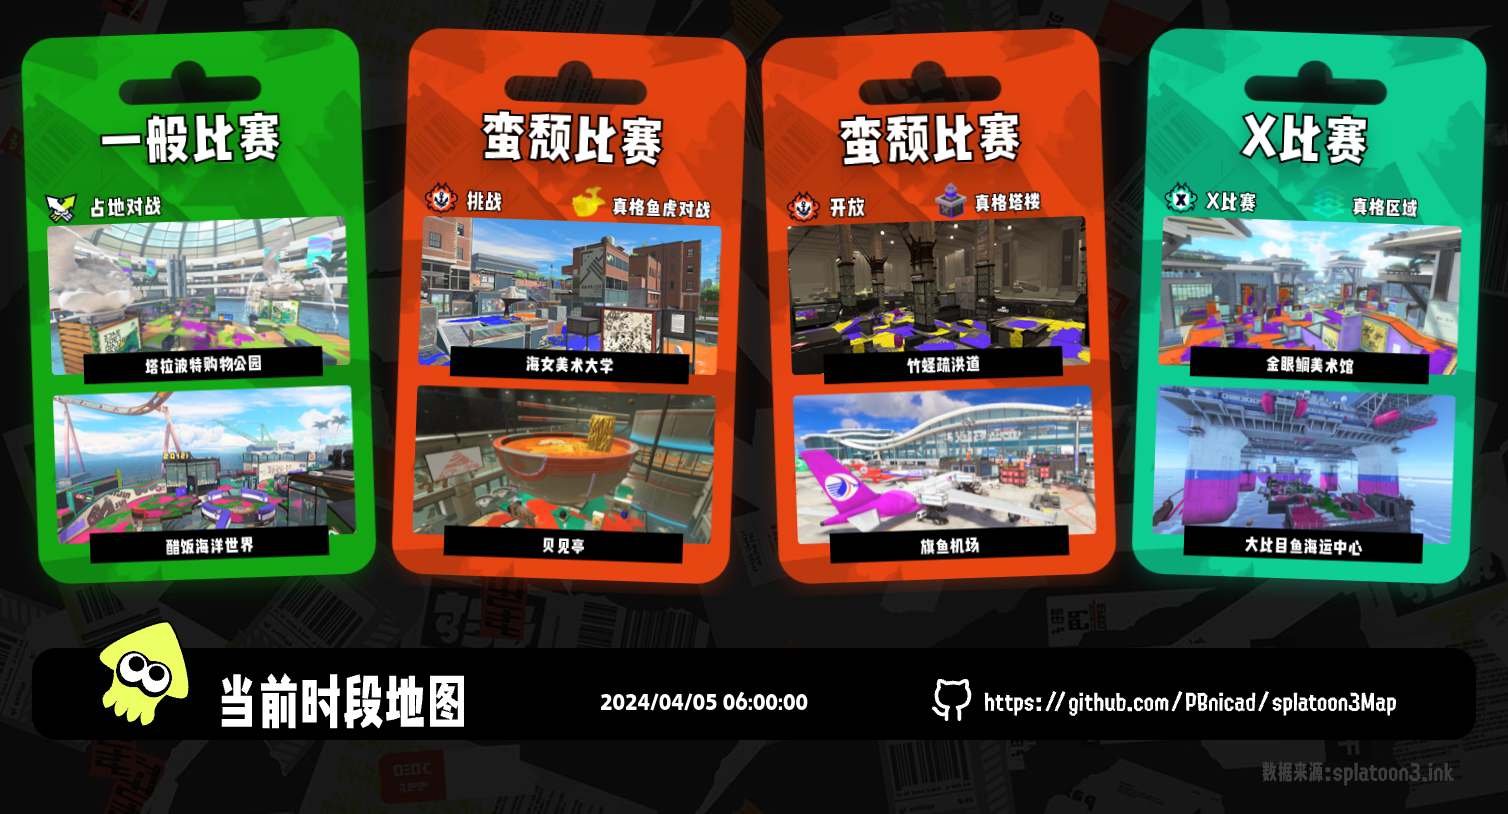 一般比赛
占地对战
塔拉波特购物公园
醋饭海洋世界
蛮颓比赛
挑战
真格鱼虎对战
海女美术大学
贝见亭
蛮颓比赛
开放
真格塔楼
竹蛏疏洪道
旗鱼机场
X比赛
X比赛
真格区域
金眼鲷美术馆
大比目鱼海运中心
当前时段地图
2024/04/05 06:00:00
https://github.com/PBnicad/splatoon3Map
数据来源:splatoon3.ink